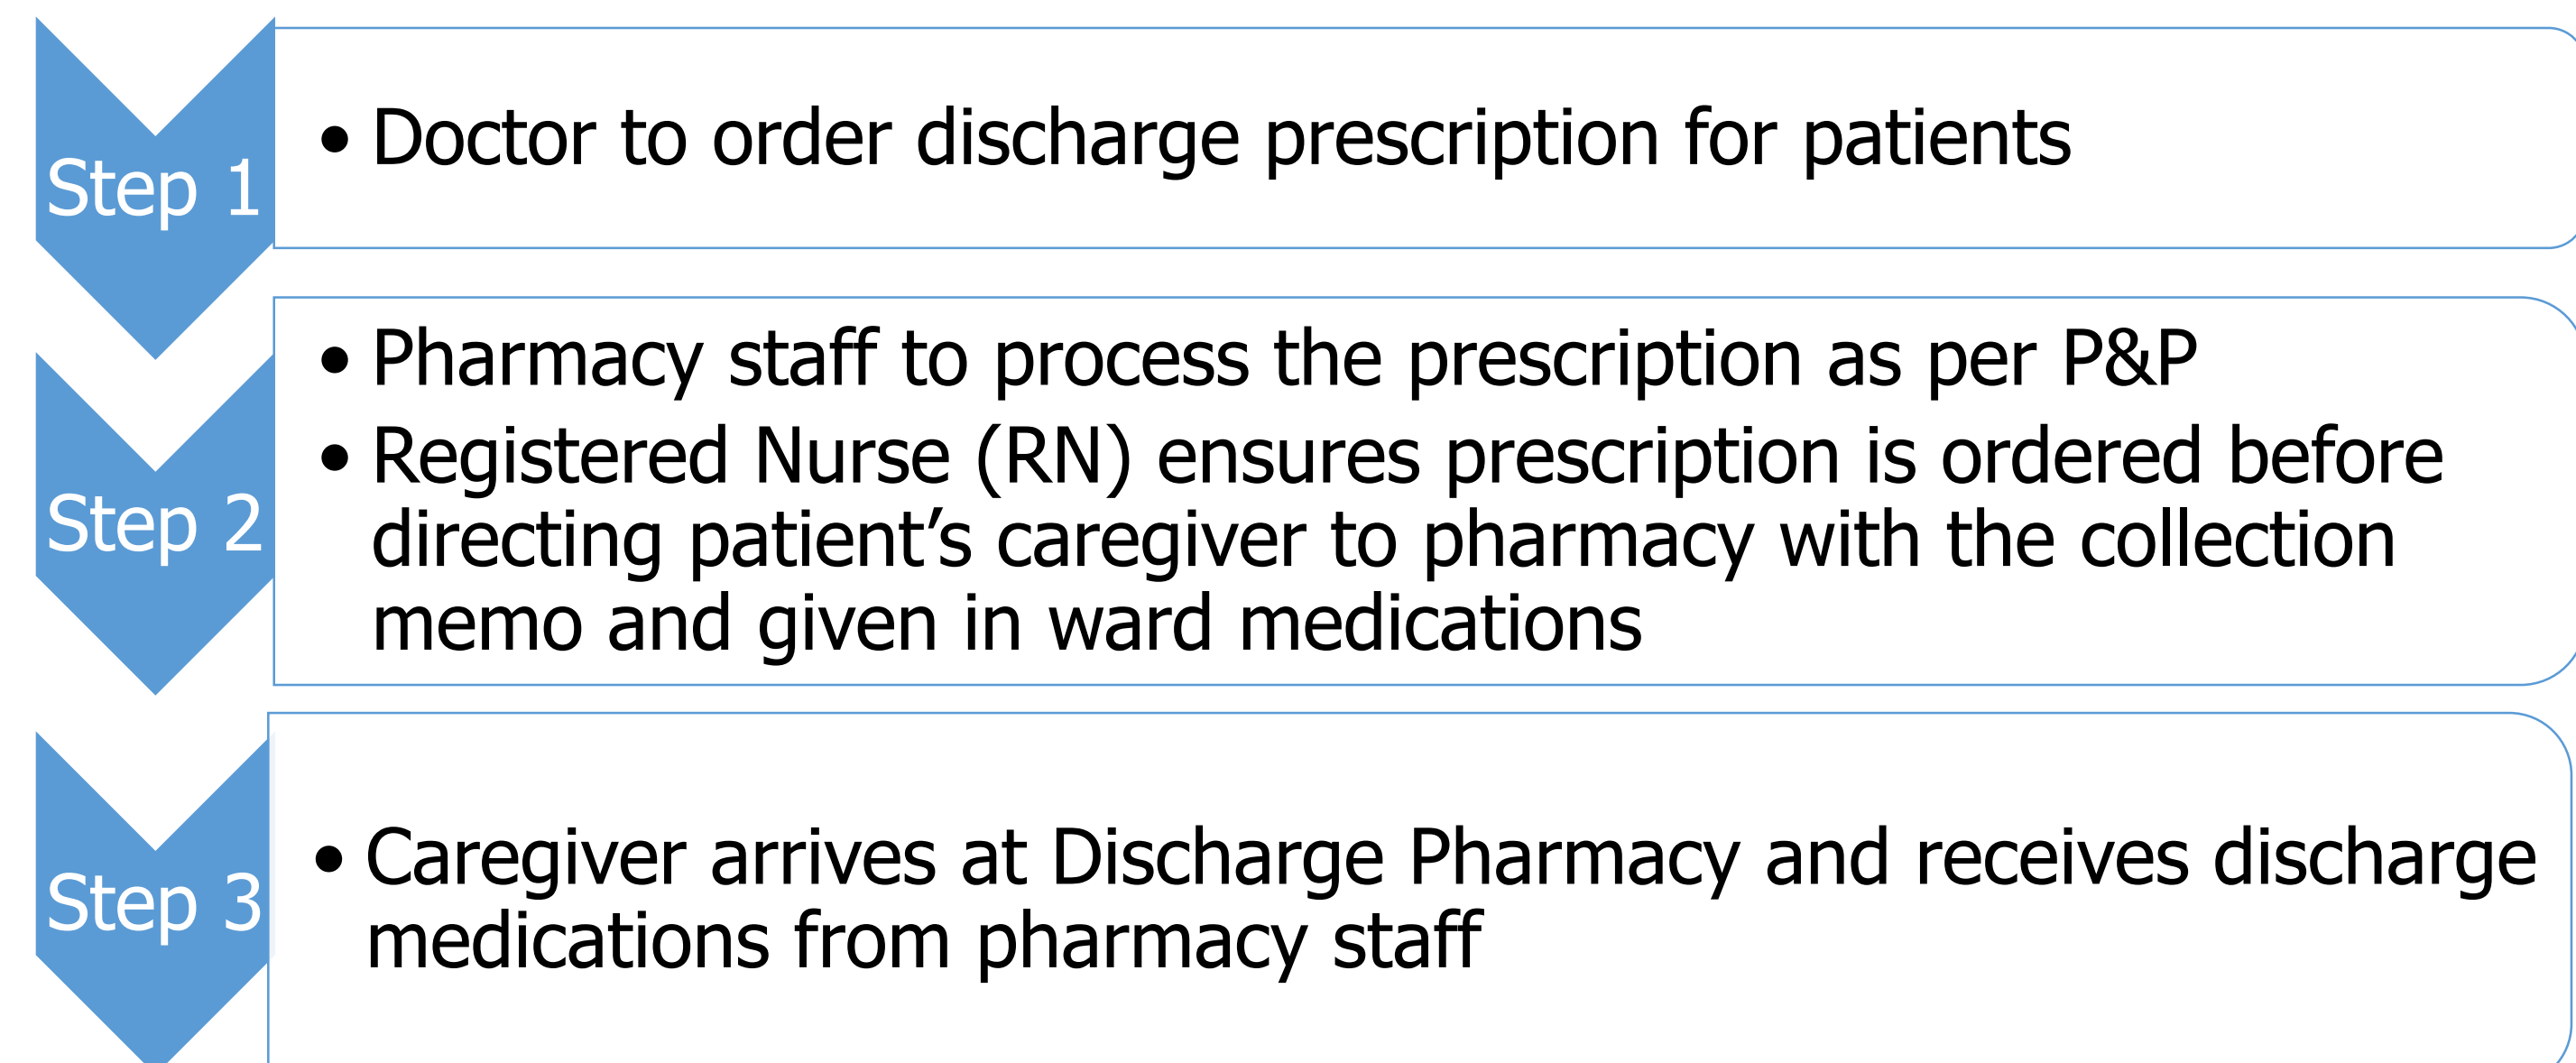 Step 1
• Doctor to order discharge prescription for patients
Step 2
• Pharmacy staff to process the prescription as per P&P
• Registered Nurse (RN) ensures prescription is ordered before
directing patient’s caregiver to pharmacy with the collection
memo and given in ward medications
Step 3
• Caregiver arrives at Discharge Pharmacy and receives discharge
medications from pharmacy staff